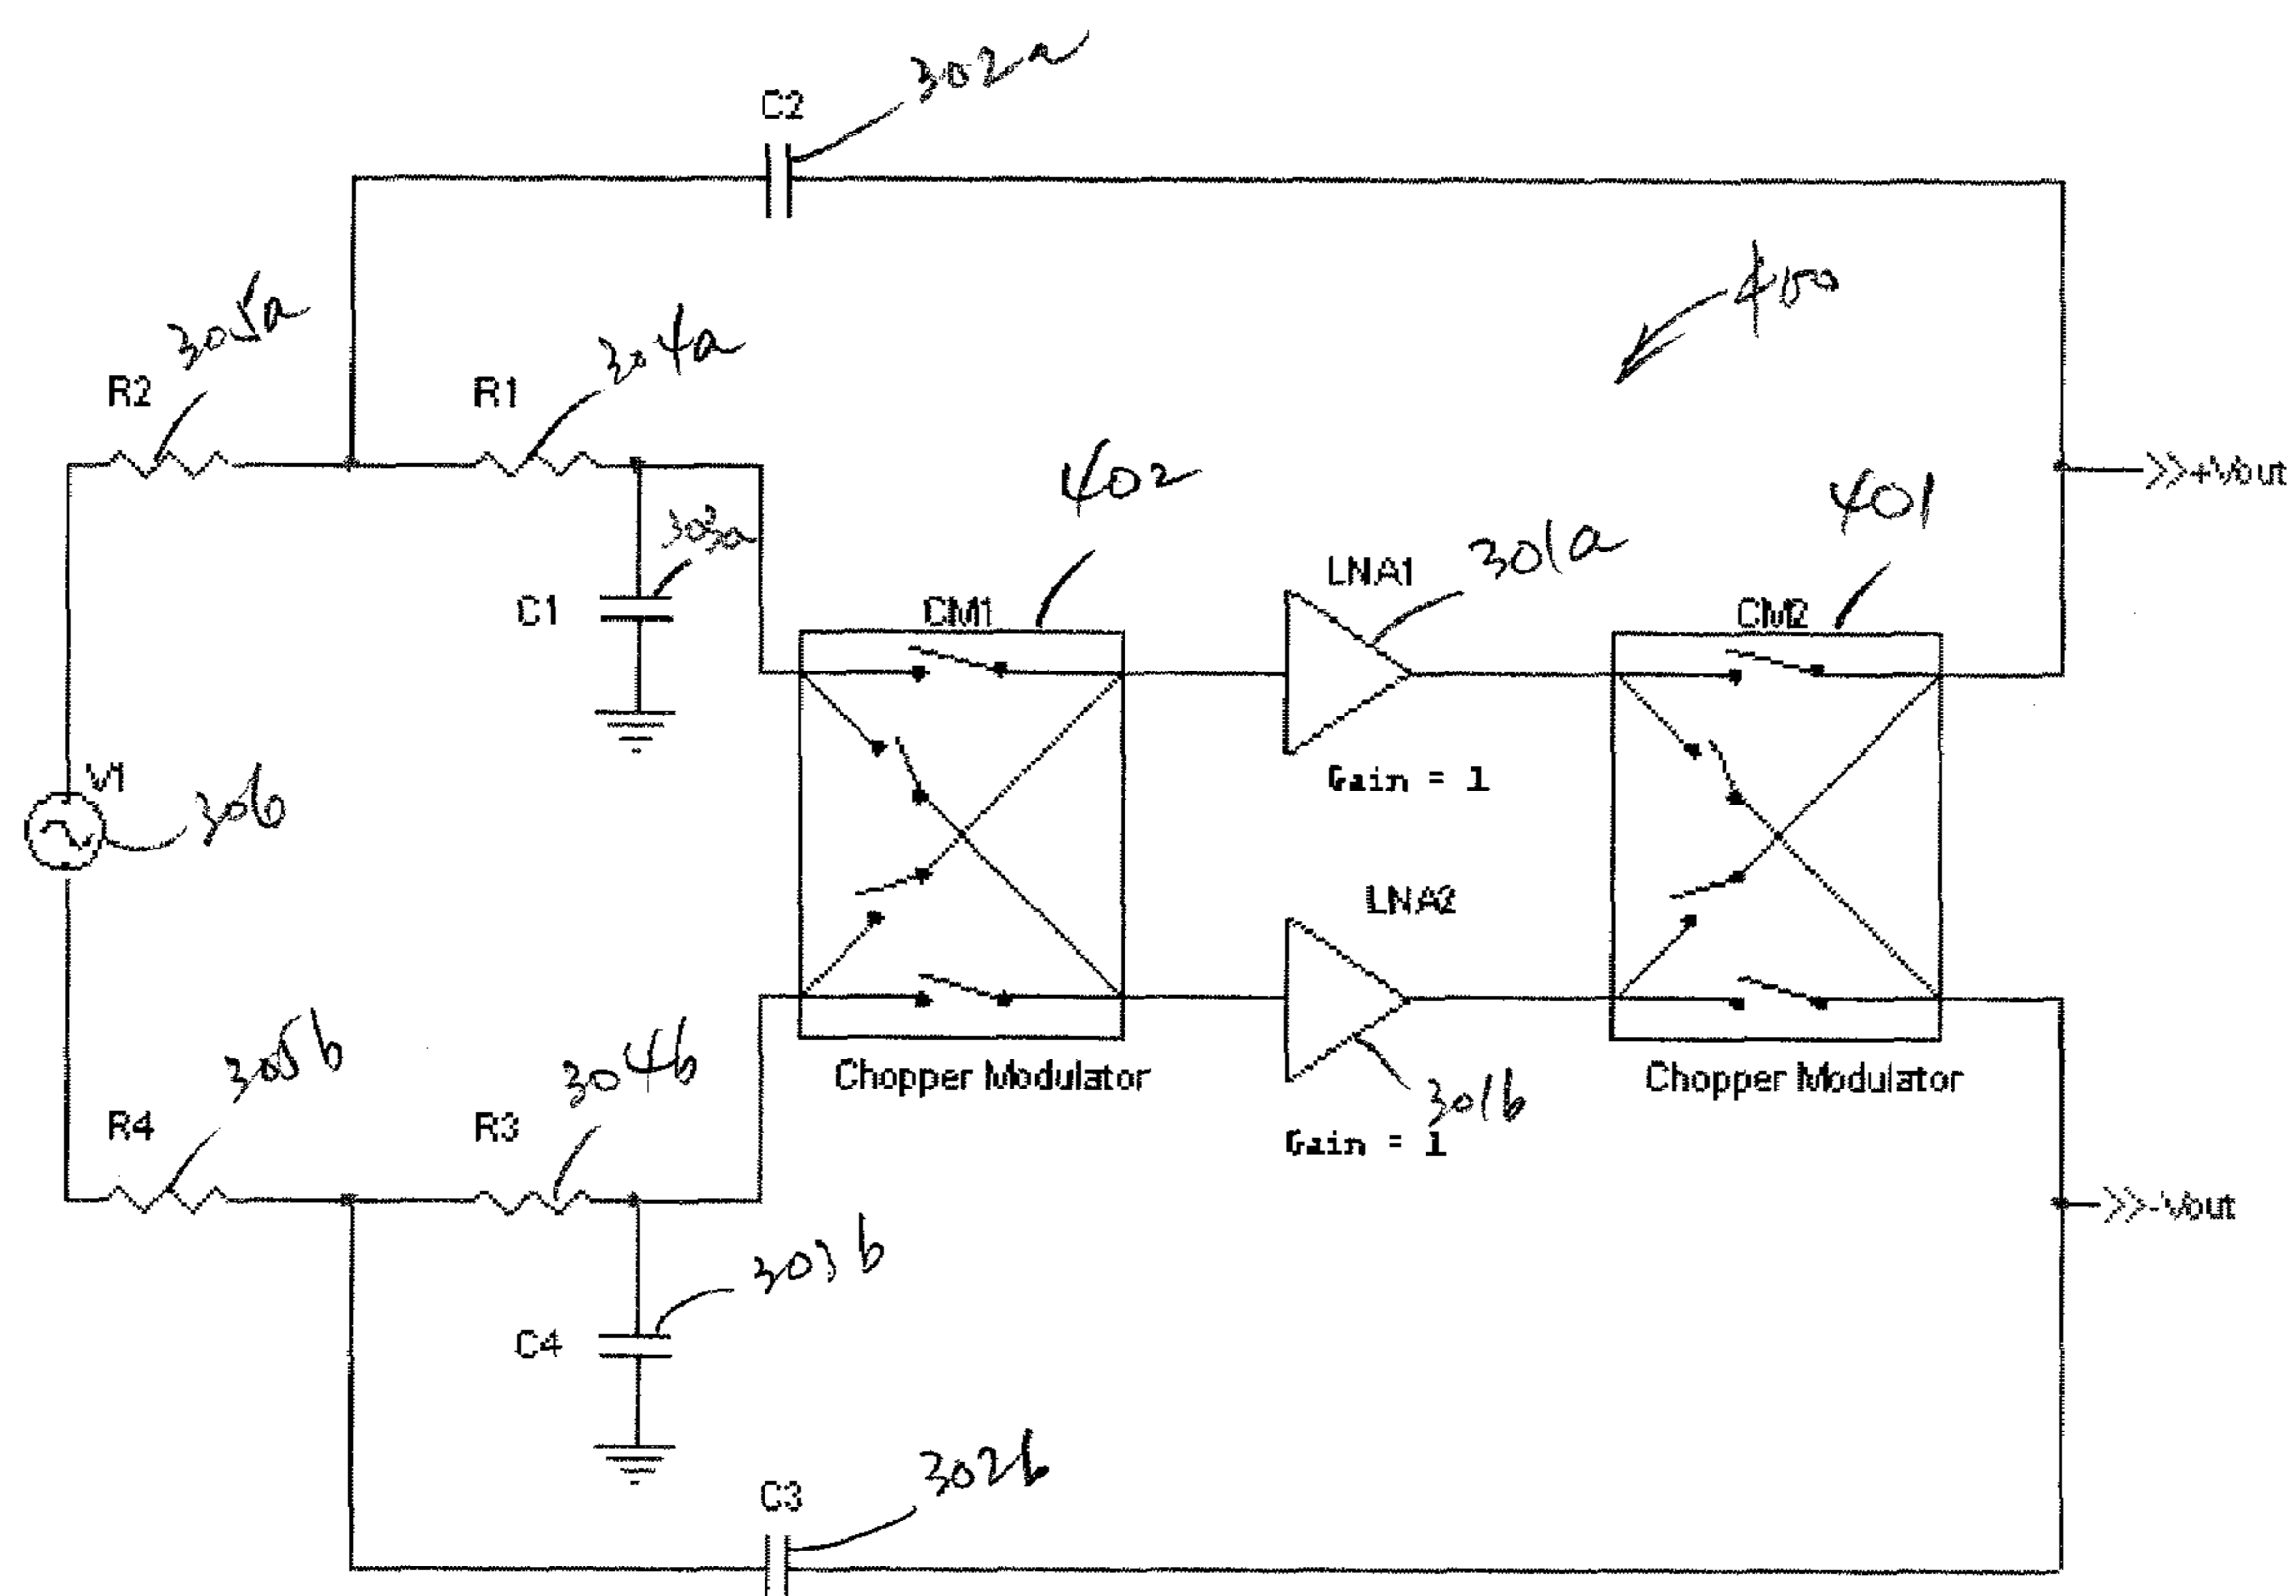 C2
302a
400
305a
304a
R2
R1
402
401
>>+Vout
303a
301a
LNA1
C1
CM1
CM2
V1
306
Gain = 1
LNA2
305b
304b
Chopper Modulator
301b
Chopper Modulator
R4
R3
Gain = 1
>>-Vout
303b
C4
302b
C3